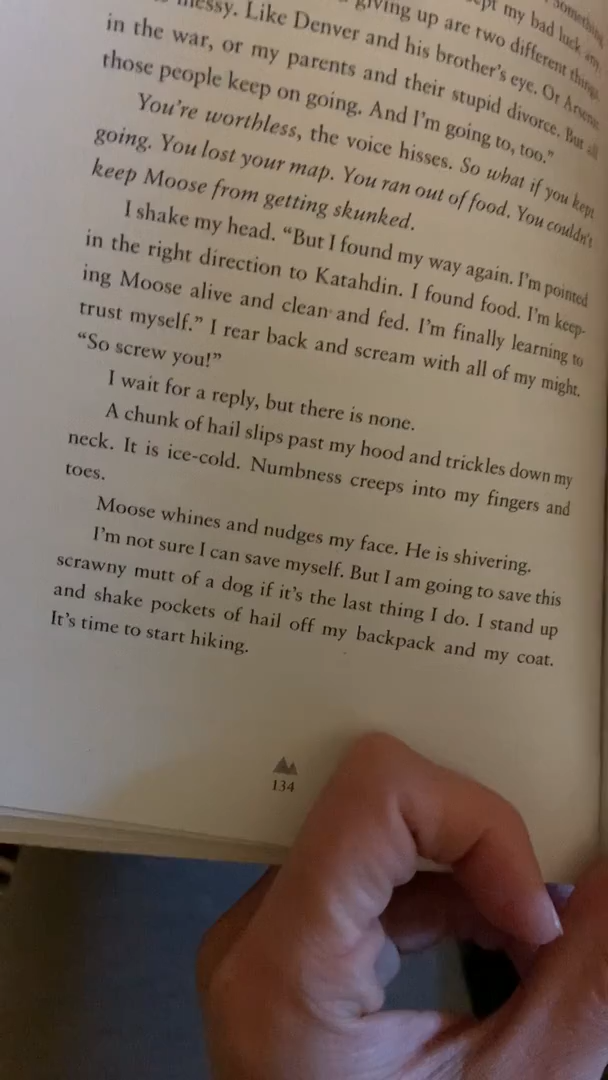 my bad luck
giving up are two different things.
messy. Like Denver and his brother's eye. Or Arsenio
in the war, or my parents and their stupid divorce. But all
those people keep on going. And I'm going to, too."
You're worthless, the voice hisses. So what if you kept
going. You lost your map. You ran out of food. You couldn't
keep Moose from getting skunked.
I shake my head. "But I found my way again. I'm pointed
in the right direction to Katahdin. I found food. I'm keep-
ing Moose alive and clean and fed. I'm finally learning to
trust myself." I rear back and scream with all of my might.
"So screw you!"
I wait for a reply, but there is none.
A chunk of hail slips past my hood and trickles down my
neck. It is ice-cold. Numbness creeps into my fingers and
toes.
Moose whines and nudges my face. He is shivering.
I'm not sure I can save myself. But I am going to save this
scrawny mutt of a dog if it's the last thing I do. I stand up
and shake pockets of hail off my backpack and my coat.
It's time to start hiking.
134